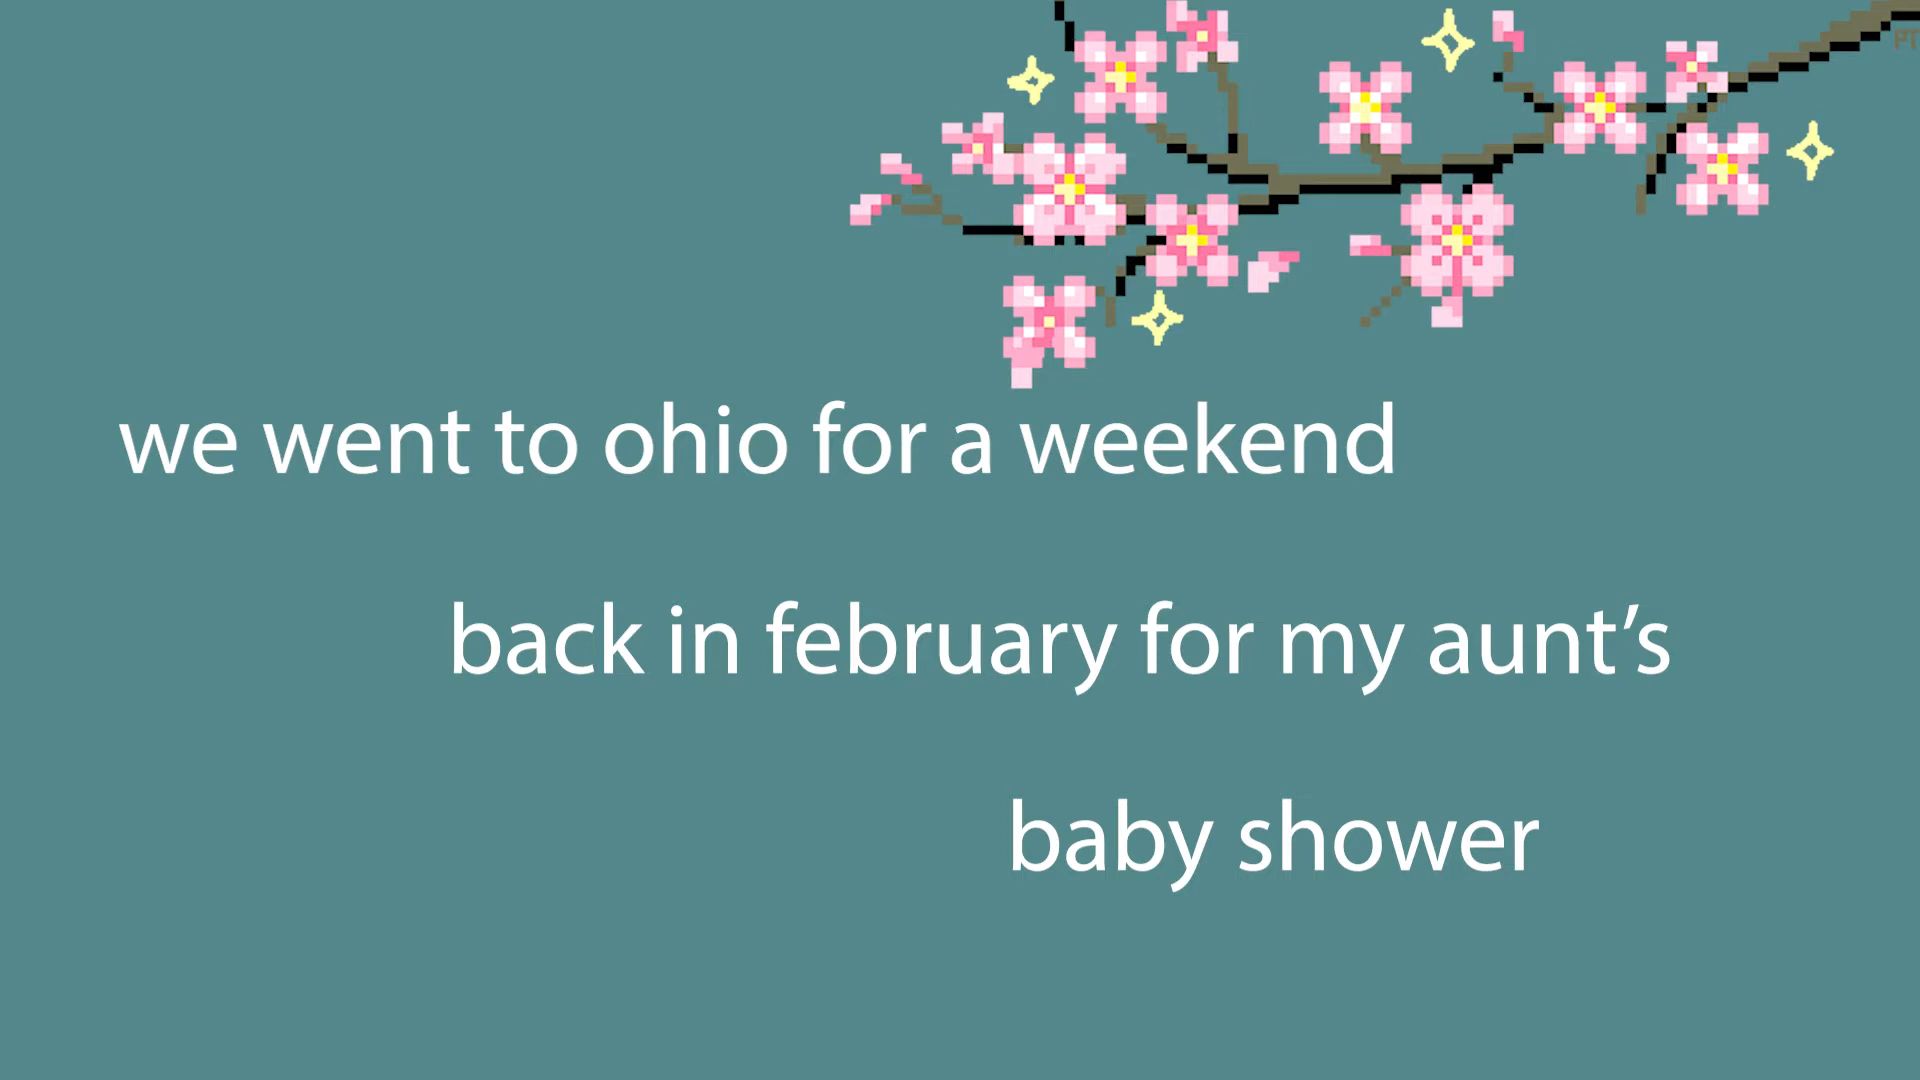 we went to ohio for a weekend
back in february for my aunt’s
baby shower